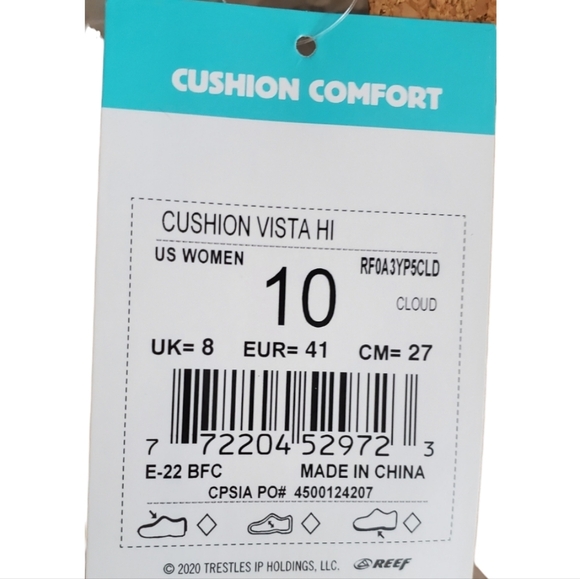 CUSHION COMFORT
CUSHION VISTA HI
US WOMEN 10 RF0A3YP5CLD
CLOUD
UK= 8 EUR= 41 CM= 27
7 72204 52972 3
E-22 BFC MADE IN CHINA
CPSIA PO# 4500124207
© 2020 TRESTLES IP HOLDINGS, LLC. REEF